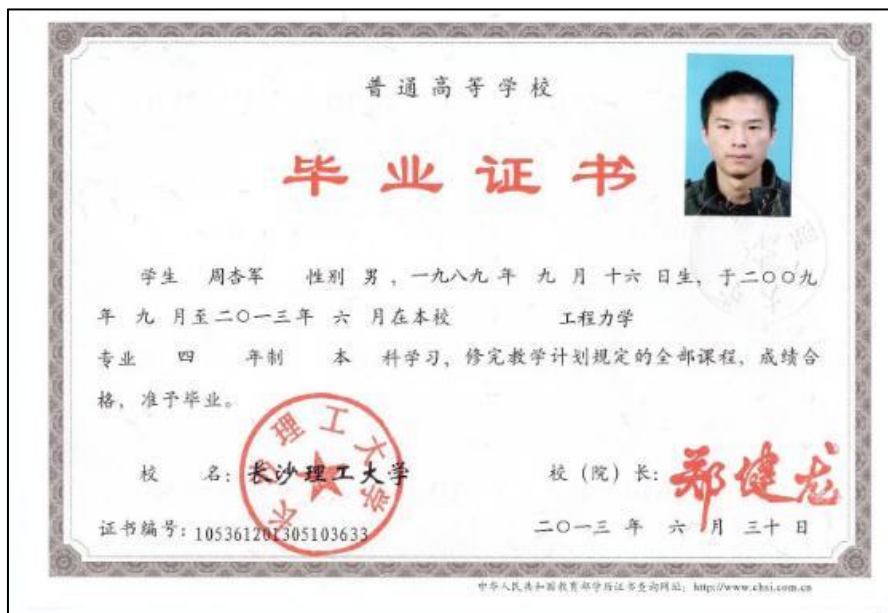 普通高等学校
毕业证书
学生 周杏军 性别 男，一九八九 年 九 月 十六 日生，于二〇〇九
年 九 月至二〇一三年 六 月在本校 工程力学
专业 四 年制 本 科学习，修完教学计划规定的全部课程，成绩合
格，准予毕业。
校 名：长沙理工大学 校（院）长：郑健龙
证书编号：105361201305103633 二〇一三 年 六 月 三十 日
中华人民共和国教育部学历证书查询网址：http://www.chsi.com.cn